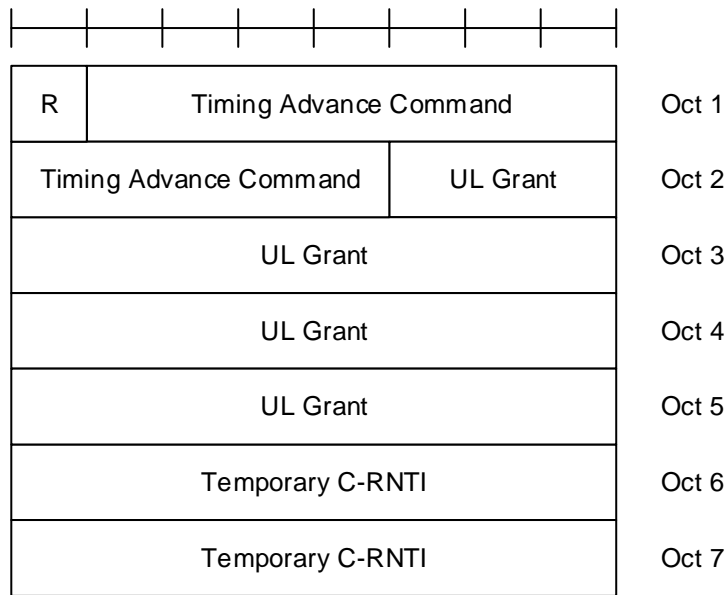 R Timing Advance Command Oct 1
Timing Advance Command UL Grant Oct 2
UL Grant Oct 3
UL Grant Oct 4
UL Grant Oct 5
Temporary C-RNTI Oct 6
Temporary C-RNTI Oct 7